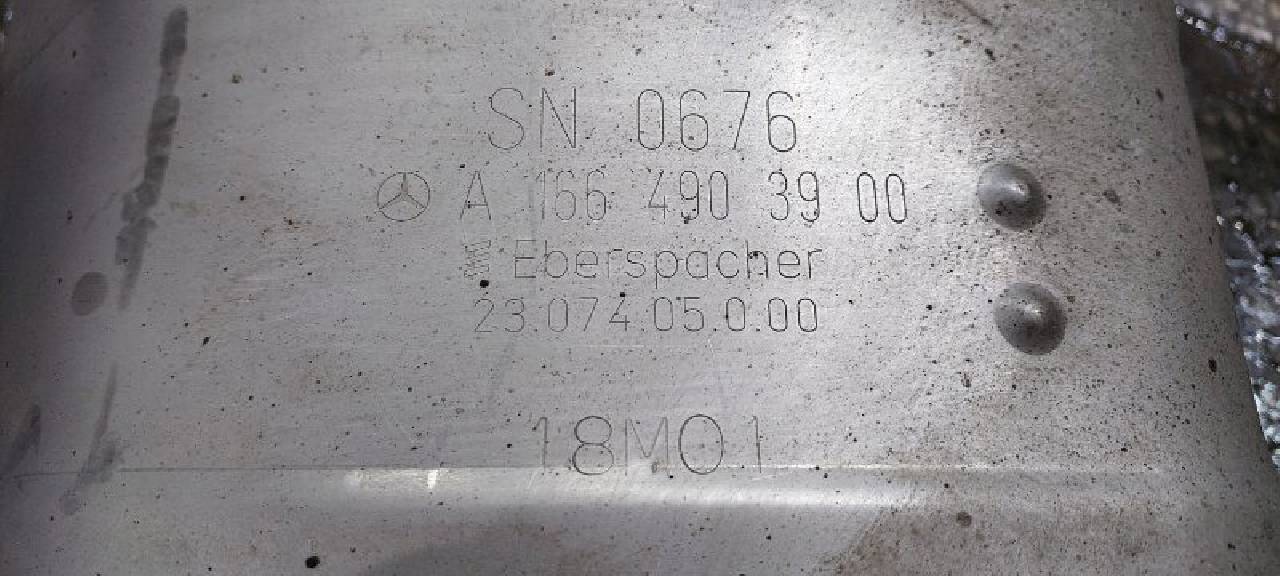 SN 0676
A 166 490 39 00
Eberspächer
23.074.05.0.00
18M01